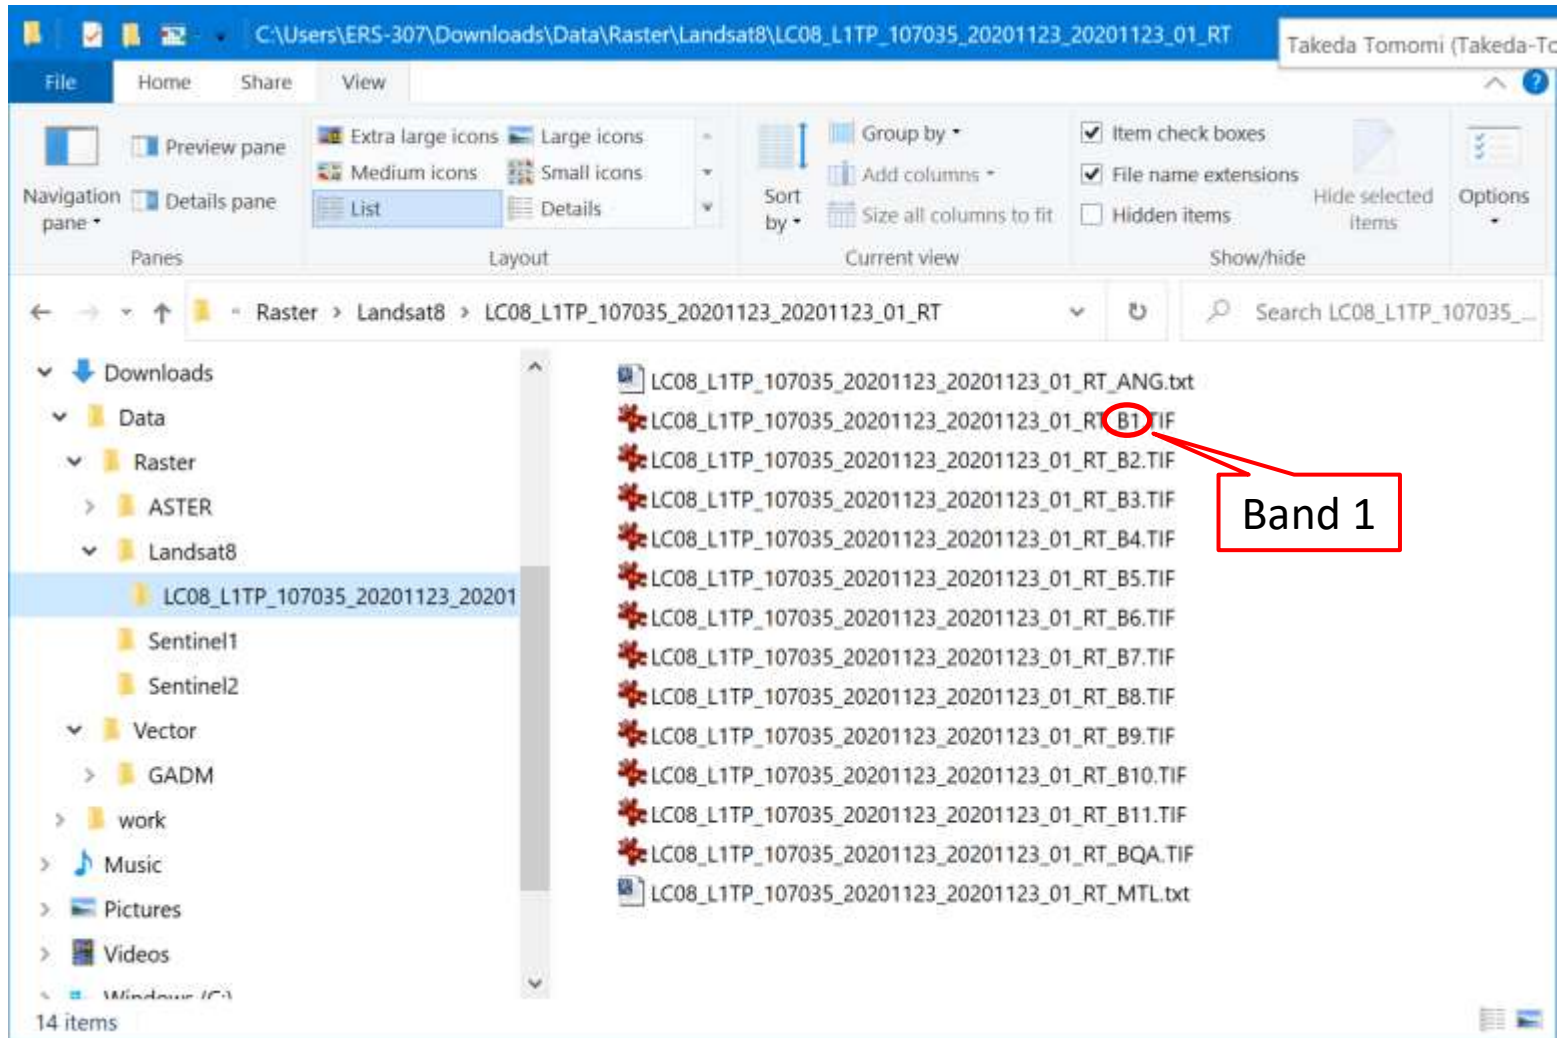 C:\Users\ERS-307\Downloads\Data\Raster\Landsat8\LC08_L1TP_107035_20201123_20201123_01_RT
Takeda Tomomi (Takeda-To
File Home Share View
Preview pane
Details pane
Navigation pane
Panes
Extra large icons Large icons
Medium icons Small icons
List Details
Layout
Sort by
Group by
Add columns
Size all columns to fit
Current view
Item check boxes
File name extensions
Hidden items
Hide selected items
Show/hide
Options
Raster > Landsat8 > LC08_L1TP_107035_20201123_20201123_01_RT
Search LC08_L1TP_107035_...
Downloads
Data
Raster
ASTER
Landsat8
LC08_L1TP_107035_20201123_20201
Sentinel1
Sentinel2
Vector
GADM
work
Music
Pictures
Videos
Windows (C:)
LC08_L1TP_107035_20201123_20201123_01_RT_ANG.txt
LC08_L1TP_107035_20201123_20201123_01_RT_B1.TIF
LC08_L1TP_107035_20201123_20201123_01_RT_B2.TIF
LC08_L1TP_107035_20201123_20201123_01_RT_B3.TIF
LC08_L1TP_107035_20201123_20201123_01_RT_B4.TIF
LC08_L1TP_107035_20201123_20201123_01_RT_B5.TIF
LC08_L1TP_107035_20201123_20201123_01_RT_B6.TIF
LC08_L1TP_107035_20201123_20201123_01_RT_B7.TIF
LC08_L1TP_107035_20201123_20201123_01_RT_B8.TIF
LC08_L1TP_107035_20201123_20201123_01_RT_B9.TIF
LC08_L1TP_107035_20201123_20201123_01_RT_B10.TIF
LC08_L1TP_107035_20201123_20201123_01_RT_B11.TIF
LC08_L1TP_107035_20201123_20201123_01_RT_BQA.TIF
LC08_L1TP_107035_20201123_20201123_01_RT_MTL.txt
Band 1
14 items